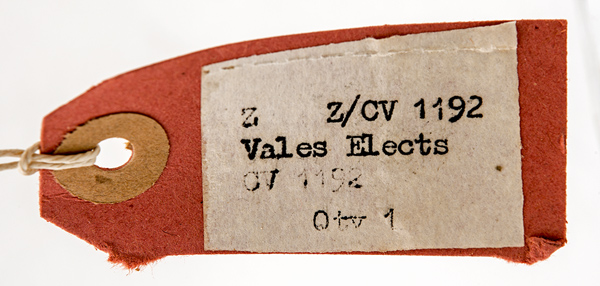 Z Z/CV 1192
Vales Elects
CV 1192
Qty 1